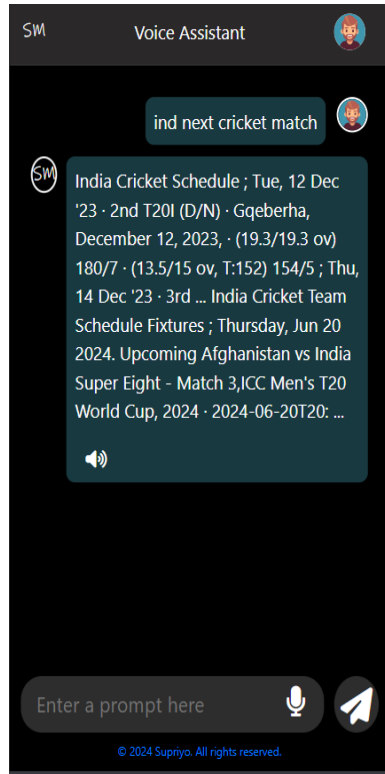 SM
Voice Assistant
ind next cricket match
SM
India Cricket Schedule ; Tue, 12 Dec
'23 · 2nd T20I (D/N) · Gqeberha,
December 12, 2023, · (19.3/19.3 ov)
180/7 · (13.5/15 ov, T:152) 154/5 ; Thu,
14 Dec '23 · 3rd ... India Cricket Team
Schedule Fixtures ; Thursday, Jun 20
2024. Upcoming Afghanistan vs India
Super Eight - Match 3,ICC Men's T20
World Cup, 2024 · 2024-06-20T20: ...
Enter a prompt here
© 2024 Supriyo. All rights reserved.